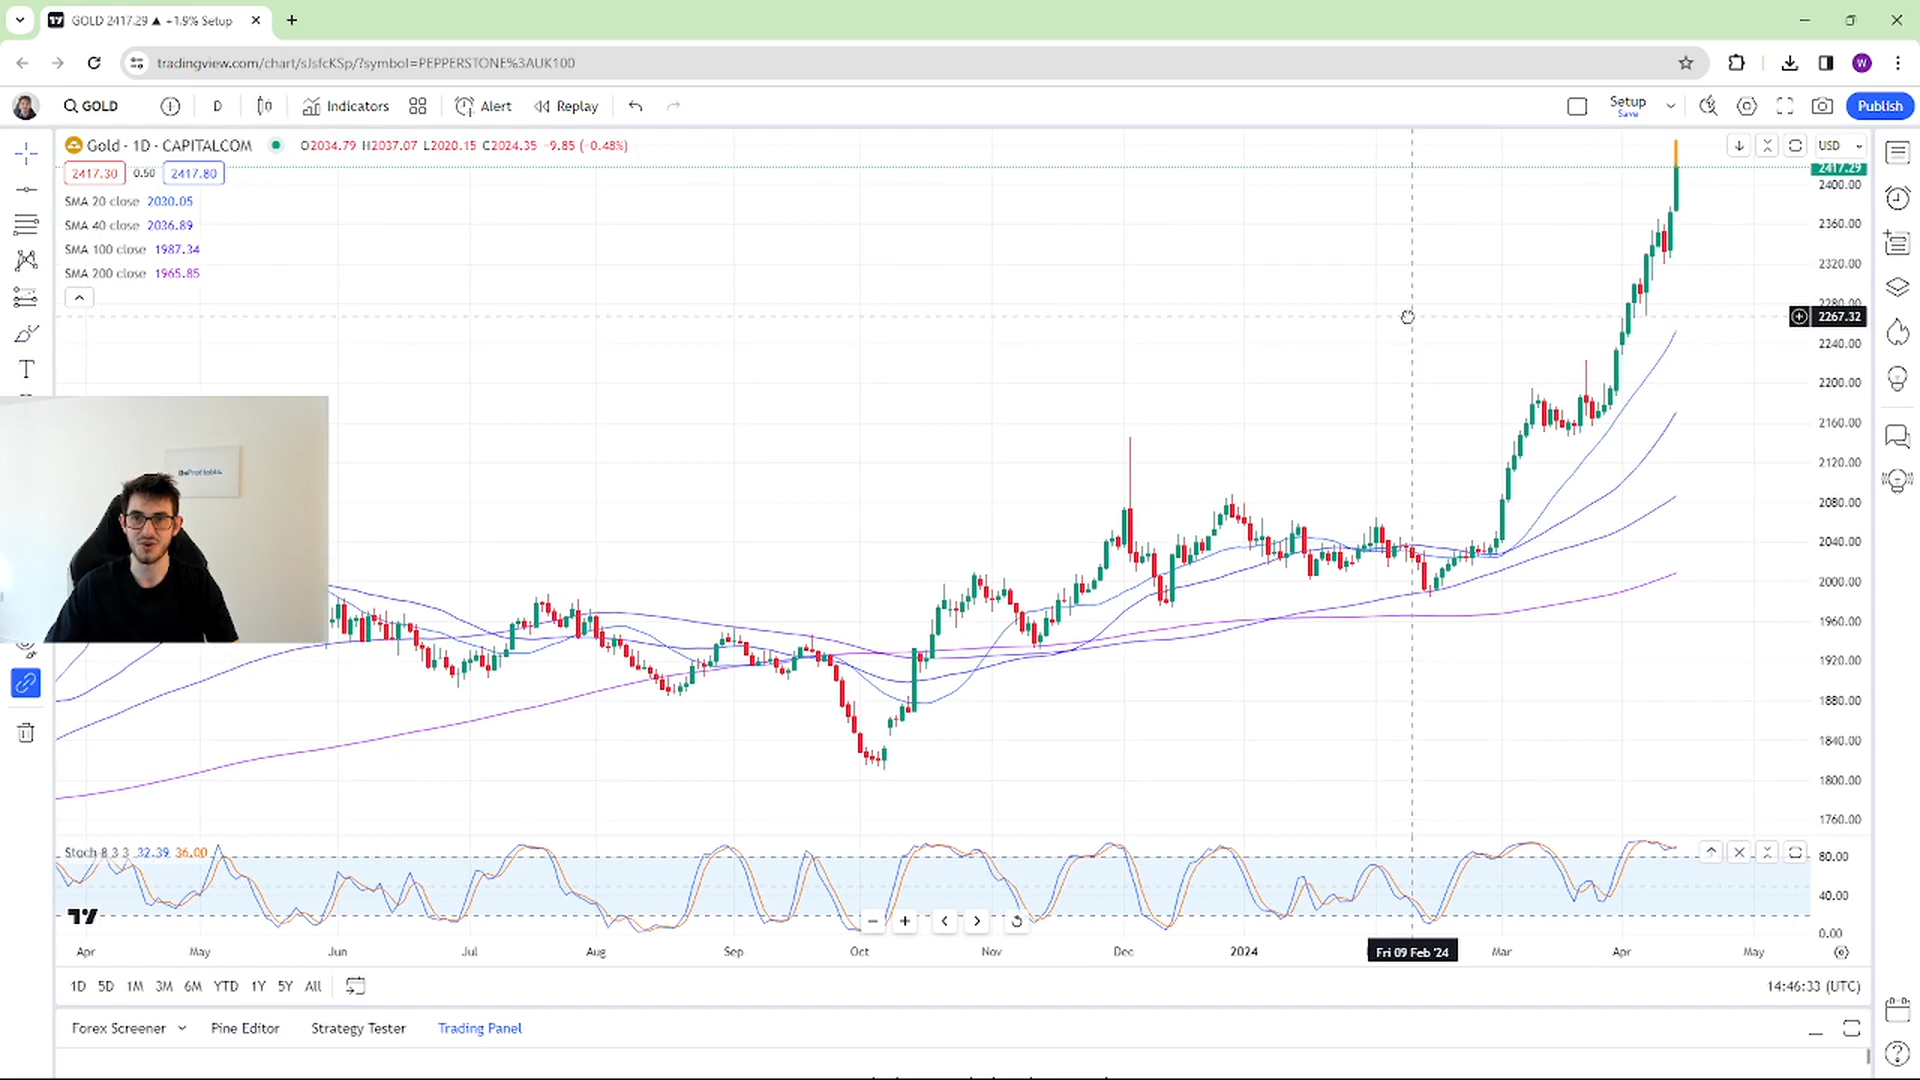 GOLD 2417.29 ▲ +1.9% Setup
tradingview.com/chart/sJsfcKSp/?symbol=PEPPERSTONE%3AUK100
W
GOLD
D
Indicators
Alert
Replay
Setup
Save
Publish
Gold · 1D · CAPITALCOM
O2034.79 H2037.07 L2020.15 C2024.35 -9.85 (-0.48%)
USD
2417.30
0.50
2417.80
SMA 20 close 2030.05
SMA 40 close 2036.89
SMA 100 close 1987.34
SMA 200 close 1965.85
2417.29
2400.00
2360.00
2320.00
2280.00
2267.32
2240.00
2200.00
2160.00
2120.00
2080.00
2040.00
2000.00
1960.00
1920.00
1880.00
1840.00
1800.00
1760.00
BeProfitable.
Stoch 8 3 3 32.39 36.00
80.00
40.00
0.00
Apr
May
Jun
Jul
Aug
Sep
Oct
Nov
Dec
2024
Fri 09 Feb '24
Mar
Apr
May
1D 5D 1M 3M 6M YTD 1Y 5Y All
14:46:33 (UTC)
Forex Screener
Pine Editor
Strategy Tester
Trading Panel